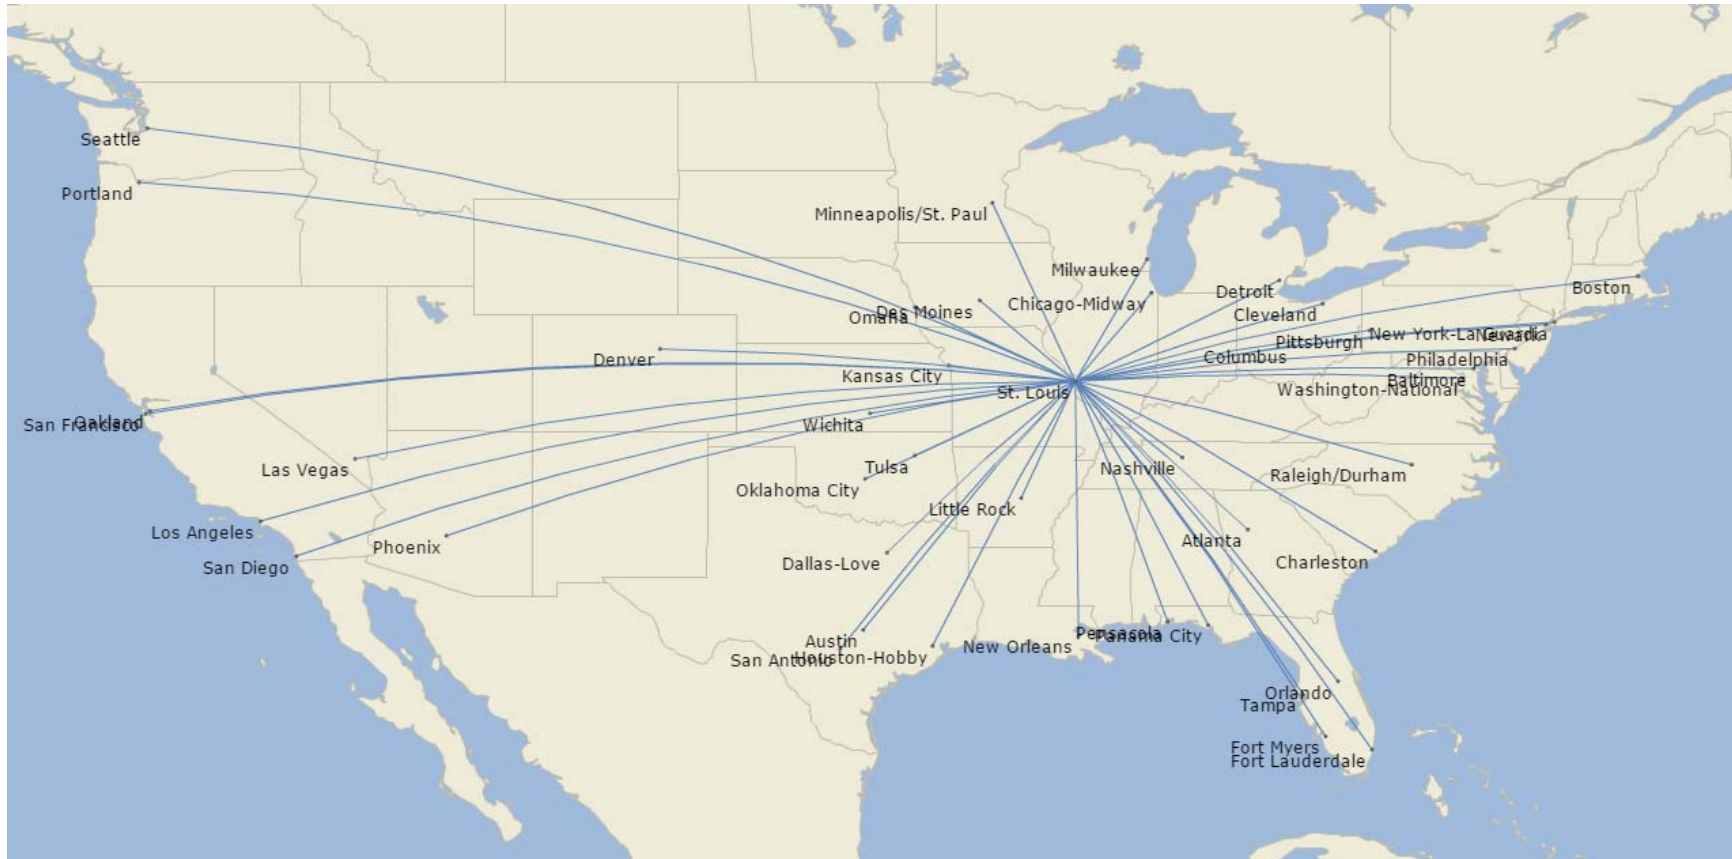 Seattle
Portland
Minneapolis/St. Paul
Milwaukee
Detroit
Boston
Chicago-Midway
Des Moines
Omaha
Cleveland
New York-La Guardia
Newark
Pittsburgh
Columbus
Philadelphia
Denver
Kansas City
Baltimore
Washington-National
St. Louis
Oakland
San Francisco
Wichita
Las Vegas
Tulsa
Nashville
Raleigh/Durham
Oklahoma City
Little Rock
Los Angeles
Phoenix
Atlanta
San Diego
Dallas-Love
Charleston
Pensacola
Panama City
Austin
New Orleans
San Antonio
Houston-Hobby
Orlando
Tampa
Fort Myers
Fort Lauderdale